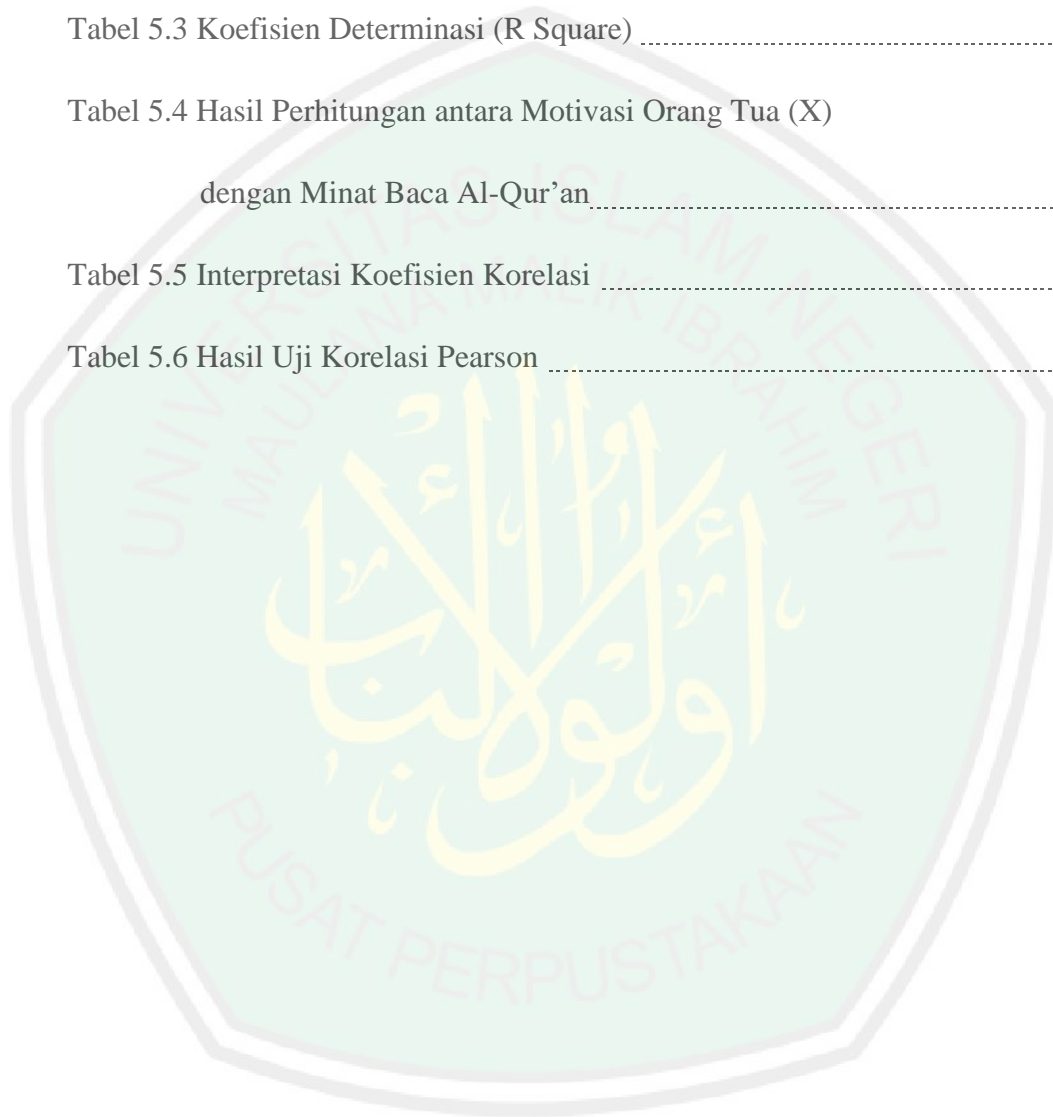 Tabel 5.3 Koefisien Determinasi (R Square)
Tabel 5.4 Hasil Perhitungan antara Motivasi Orang Tua (X)
dengan Minat Baca Al-Qur’an
Tabel 5.5 Interpretasi Koefisien Korelasi
Tabel 5.6 Hasil Uji Korelasi Pearson
UNIVERSITAS ISLAM NEGERI
MAULANA MALIK IBRAHIM
أولوا الألباب
PUSAT PERPUSTAKAAN